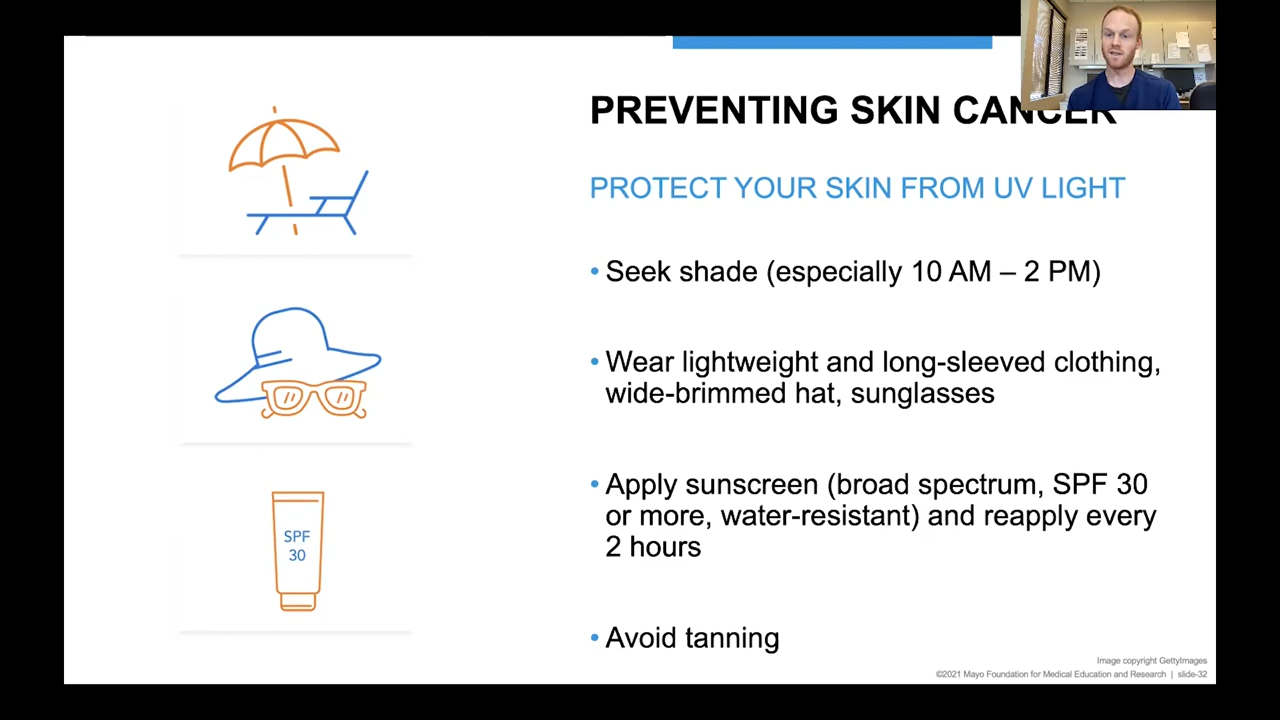 PREVENTING SKIN CANCER
PROTECT YOUR SKIN FROM UV LIGHT
• Seek shade (especially 10 AM – 2 PM)
• Wear lightweight and long-sleeved clothing,
wide-brimmed hat, sunglasses
• Apply sunscreen (broad spectrum, SPF 30
or more, water-resistant) and reapply every
2 hours
• Avoid tanning
SPF
30
Image copyright GettyImages
©2021 Mayo Foundation for Medical Education and Research | slide-32